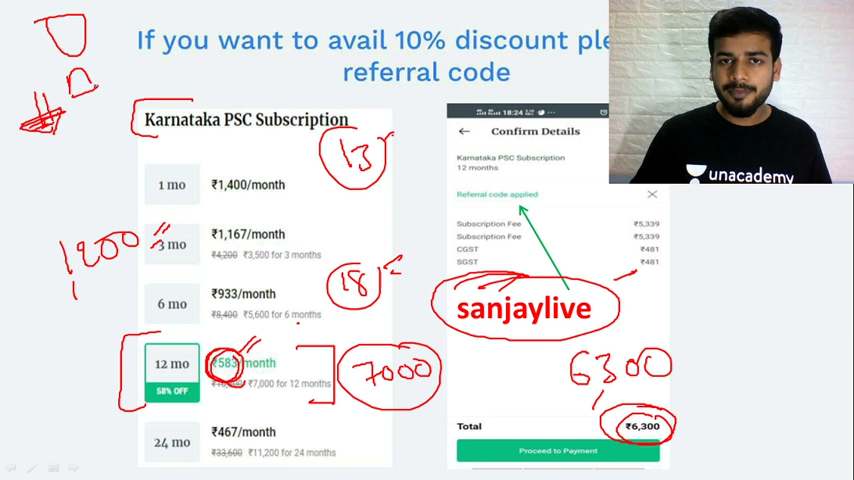 If you want to avail 10% discount
referral code
Karnataka PSC Subscription
13
1 mo ₹1,400/month
1200
3 mo ₹1,167/month
₹4,200 ₹3,500 for 3 months
18
6 mo ₹933/month
₹8,400 ₹5,600 for 6 months
12 mo ₹583/month
58% OFF ₹7,000 for 12 months
7000
24 mo ₹467/month
₹33,600 ₹11,200 for 24 months
18:24
Confirm Details
Karnataka PSC Subscription
12 months
Referral code applied
Subscription Fee ₹5,339
Subscription Fee ₹5,339
CGST ₹481
SGST ₹481
sanjaylive
6300
Total ₹6,300
Proceed to Payment
unacademy